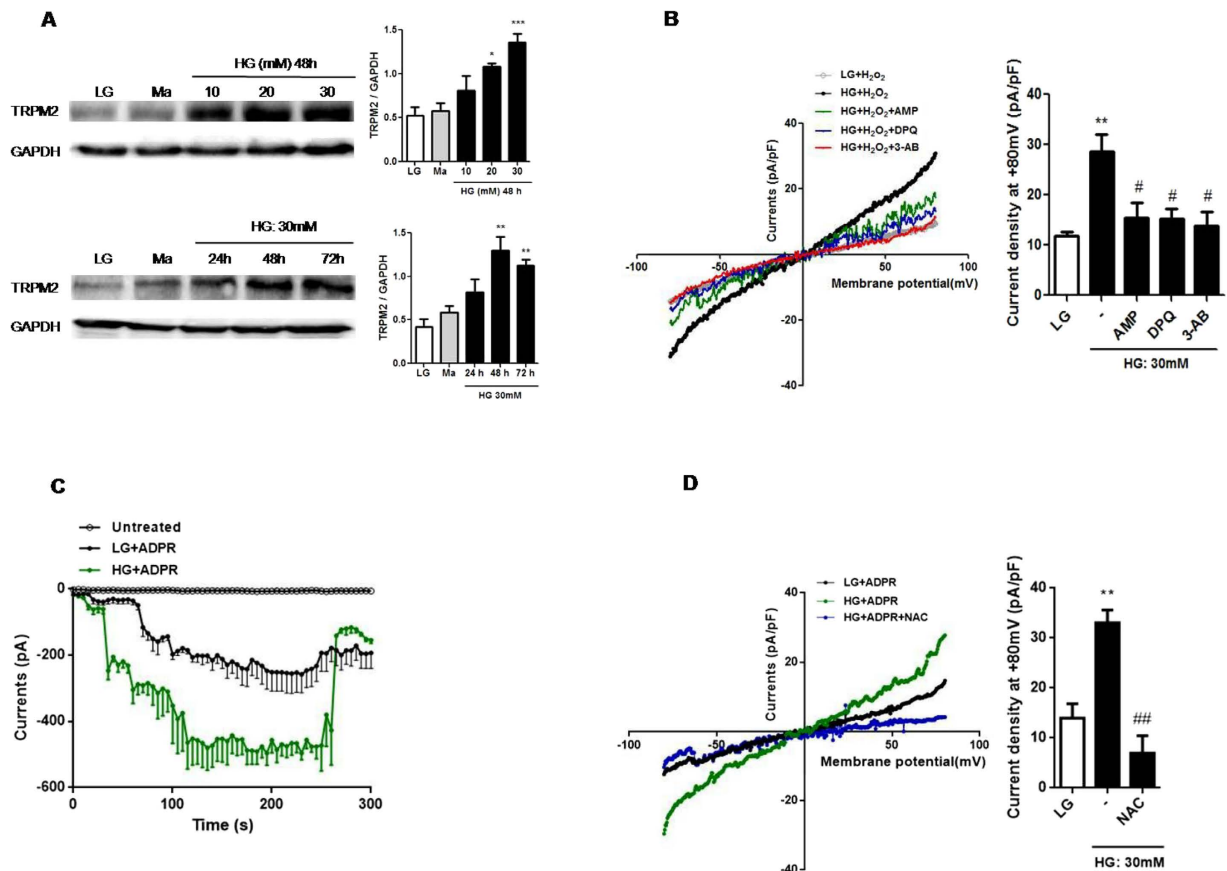 A
HG (mM) 48h
LG Ma 10 20 30
TRPM2
GAPDH
TRPM2 / GAPDH
1.5
1.0
0.5
0.0
*
***
LG Ma 10 20 30
HG (mM) 48 h
HG: 30mM
LG Ma 24h 48h 72h
TRPM2
GAPDH
TRPM2 / GAPDH
1.5
1.0
0.5
0.0
**
**
LG Ma 24 h 48 h 72 h
HG 30mM
B
LG+H₂O₂
HG+H₂O₂
HG+H₂O₂+AMP
HG+H₂O₂+DPQ
HG+H₂O₂+3-AB
Currents (pA/pF)
40
20
-20
-40
-100 -50 50 100
Membrane potential(mV)
Current density at +80mV (pA/pF)
40
30
20
10
0
**
# # #
LG - AMP DPQ 3-AB
HG: 30mM
C
Untreated
LG+ADPR
HG+ADPR
Currents (pA)
0
-200
-400
-600
0 100 200 300
Time (s)
D
LG+ADPR
HG+ADPR
HG+ADPR+NAC
Currents (pA/pF)
40
20
-20
-40
-100 -50 50 100
Membrane potential(mV)
Current density at +80mV (pA/pF)
40
30
20
10
0
**
##
LG - NAC
HG: 30mM